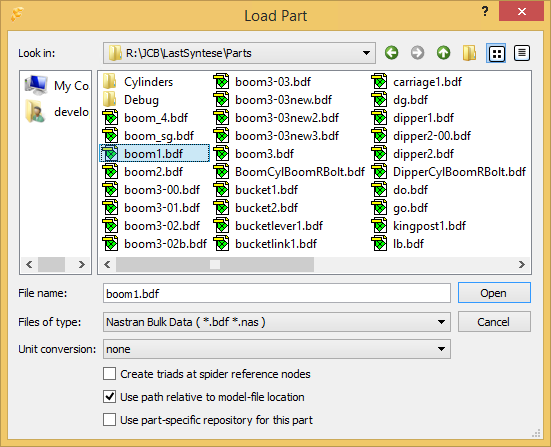 Load Part
?
Look in: R:\JCB\LastSyntese\Parts
My Co
develo
Cylinders boom3-03.bdf carriage1.bdf
Debug boom3-03new.bdf dg.bdf
boom_4.bdf boom3-03new2.bdf dipper1.bdf
boom_sg.bdf boom3-03new3.bdf dipper2-00.bdf
boom1.bdf boom3.bdf dipper2.bdf
boom2.bdf BoomCylBoomRBolt.bdf DipperCylBoomRBolt.bdf
boom3-00.bdf bucket1.bdf do.bdf
boom3-01.bdf bucket2.bdf go.bdf
boom3-02.bdf bucketlever1.bdf kingpost1.bdf
boom3-02b.bdf bucketlink1.bdf lb.bdf
File name: boom1.bdf Open
Files of type: Nastran Bulk Data ( *.bdf *.nas ) Cancel
Unit conversion: none
Create triads at spider reference nodes
Use path relative to model-file location
Use part-specific repository for this part